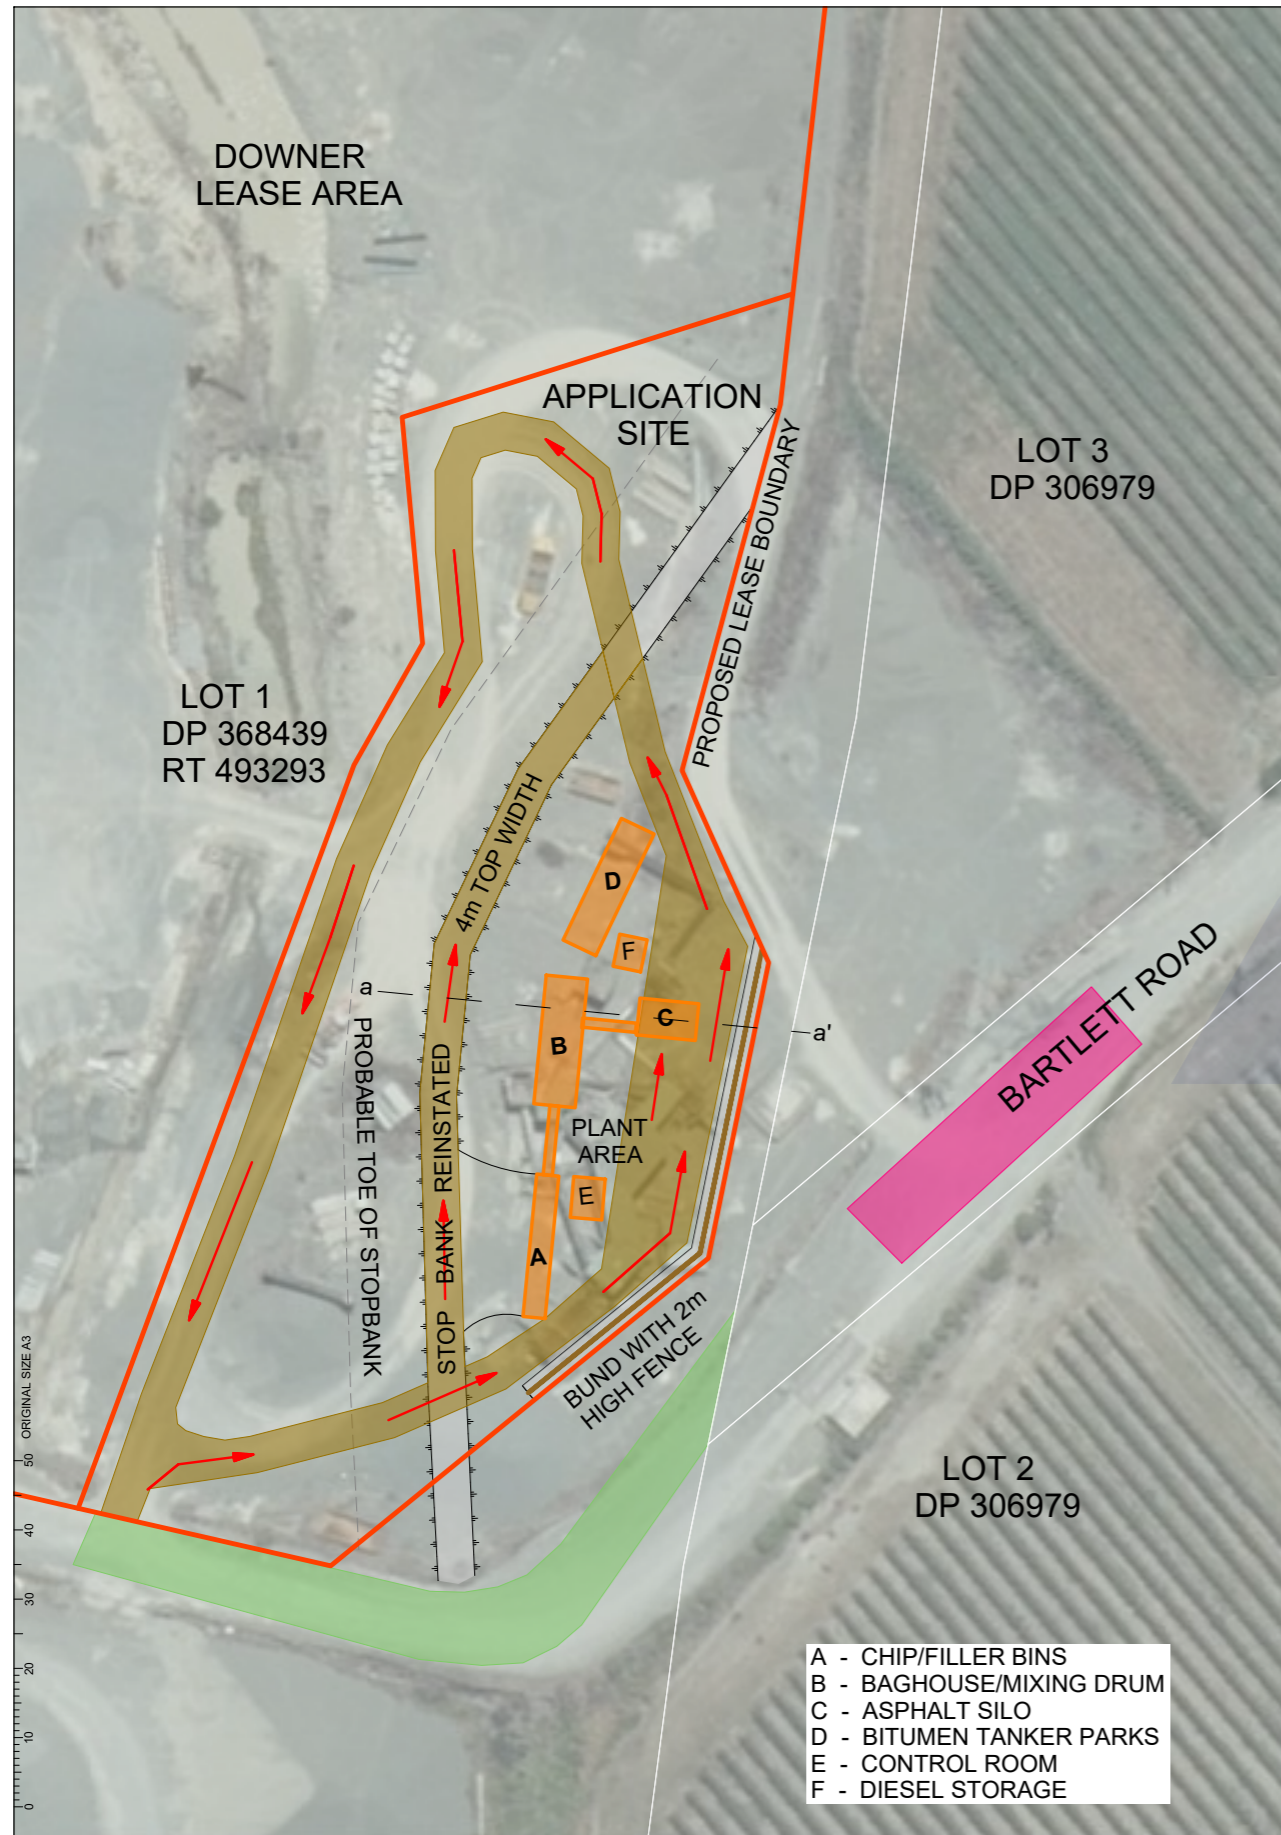 DOWNER
LEASE AREA
APPLICATION
SITE
PROPOSED LEASE BOUNDARY
LOT 3
DP 306979
LOT 1
DP 368439
RT 493293
4m TOP WIDTH
D
F
a
C
a'
B
BARTLETT ROAD
PROBABLE TOE OF STOPBANK
STOP BANK REINSTATED
PLANT
AREA
E
A
BUND WITH 2m
HIGH FENCE
LOT 2
DP 306979
ORIGINAL SIZE A3
50
40
30
20
10
0
A - CHIP/FILLER BINS
B - BAGHOUSE/MIXING DRUM
C - ASPHALT SILO
D - BITUMEN TANKER PARKS
E - CONTROL ROOM
F - DIESEL STORAGE